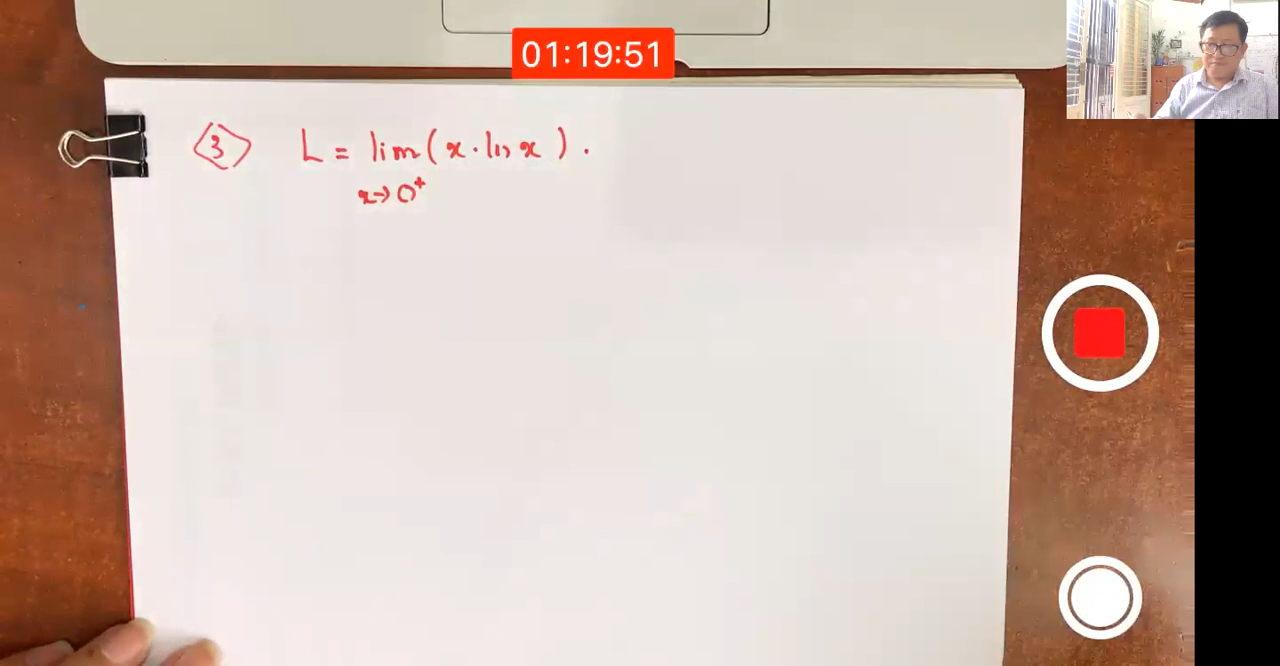 01:19:51
③ L = lim ( x . ln x ) .
x→0⁺